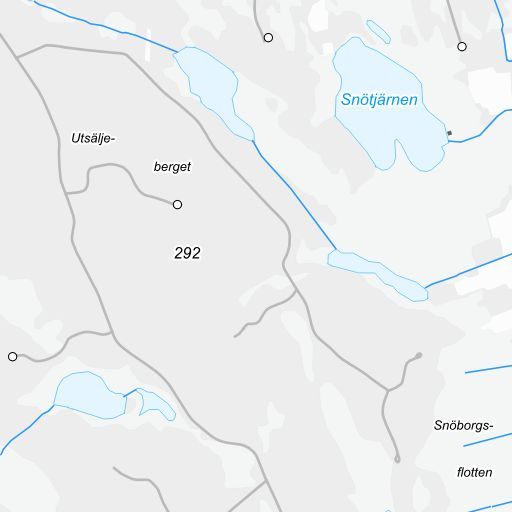 Snötjärnen
Utsälje-
berget
292
Snöborgs-
flotten